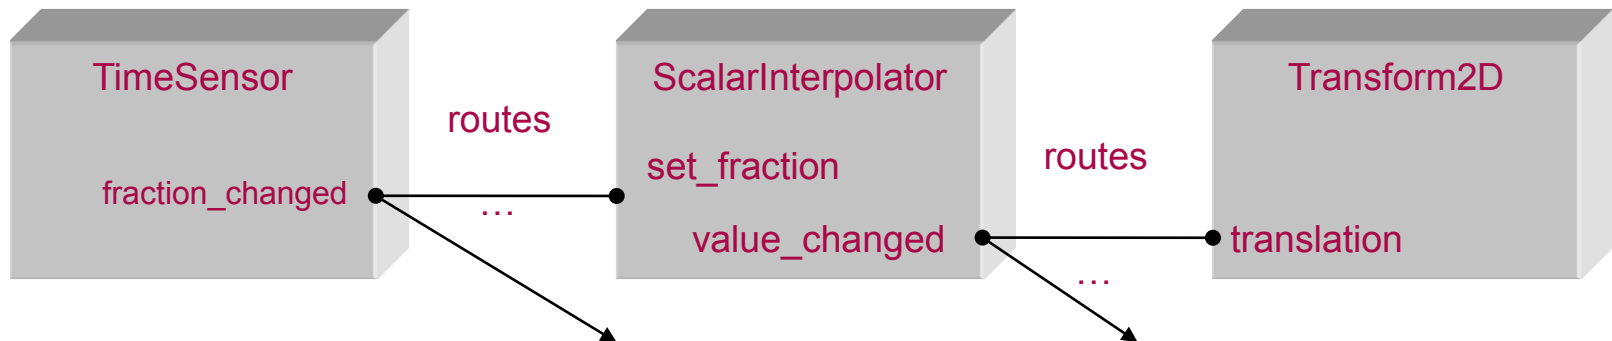 TimeSensor
fraction_changed
routes
…
ScalarInterpolator
set_fraction
value_changed
routes
…
Transform2D
translation